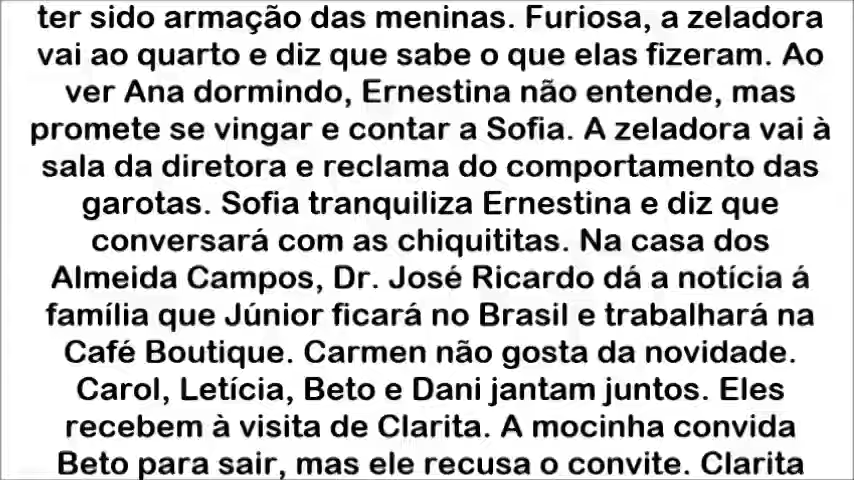 ter sido armação das meninas. Furiosa, a zeladora
vai ao quarto e diz que sabe o que elas fizeram. Ao
ver Ana dormindo, Ernestina não entende, mas
promete se vingar e contar a Sofia. A zeladora vai à
sala da diretora e reclama do comportamento das
garotas. Sofia tranquiliza Ernestina e diz que
conversará com as chiquititas. Na casa dos
Almeida Campos, Dr. José Ricardo dá a notícia á
família que Júnior ficará no Brasil e trabalhará na
Café Boutique. Carmen não gosta da novidade.
Carol, Letícia, Beto e Dani jantam juntos. Eles
recebem à visita de Clarita. A mocinha convida
Beto para sair, mas ele recusa o convite. Clarita